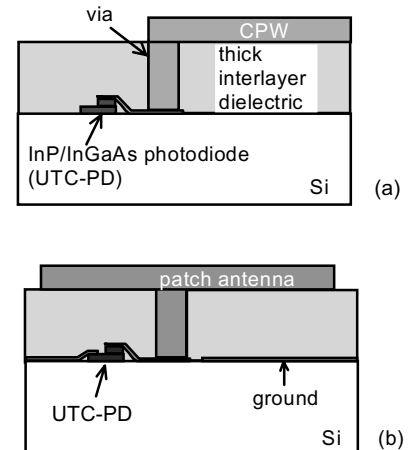 via
CPW
thick
interlayer
dielectric
InP/InGaAs photodiode
(UTC-PD)
Si
(a)
patch antenna
UTC-PD
ground
Si
(b)